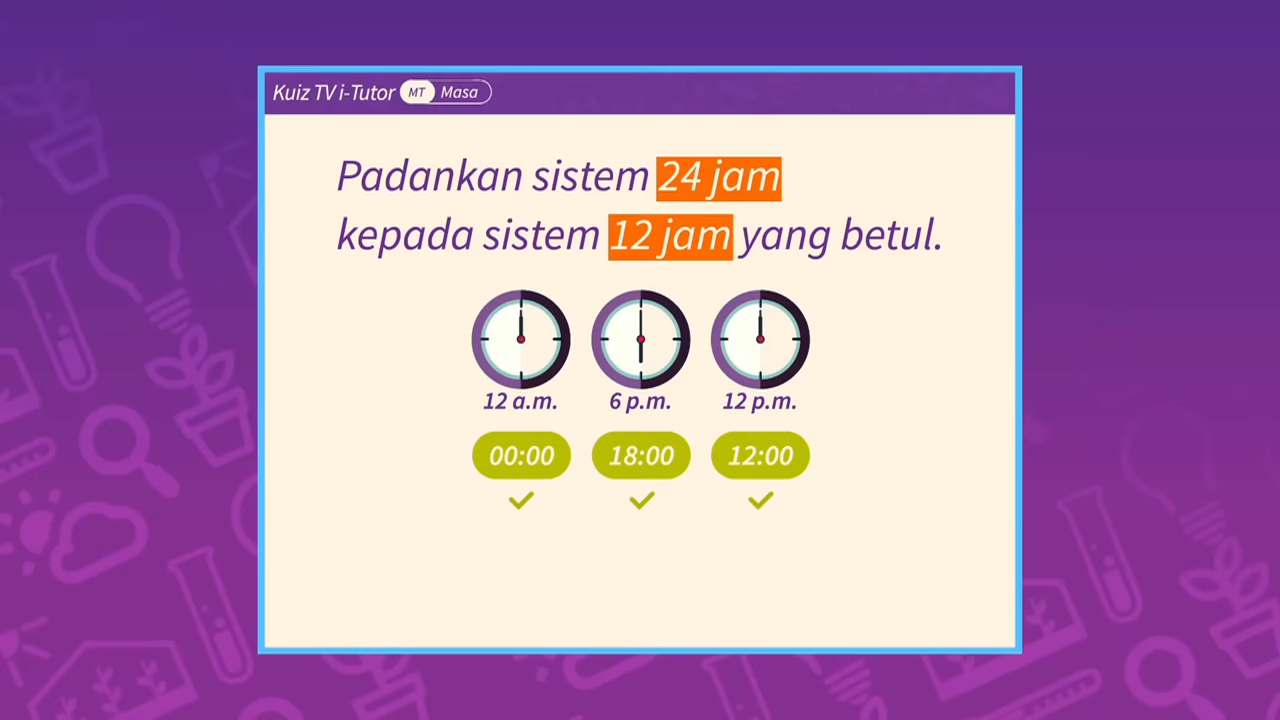 Kuiz TV i-Tutor MT Masa
Padankan sistem 24 jam
kepada sistem 12 jam yang betul.
12 a.m. 6 p.m. 12 p.m.
00:00 18:00 12:00